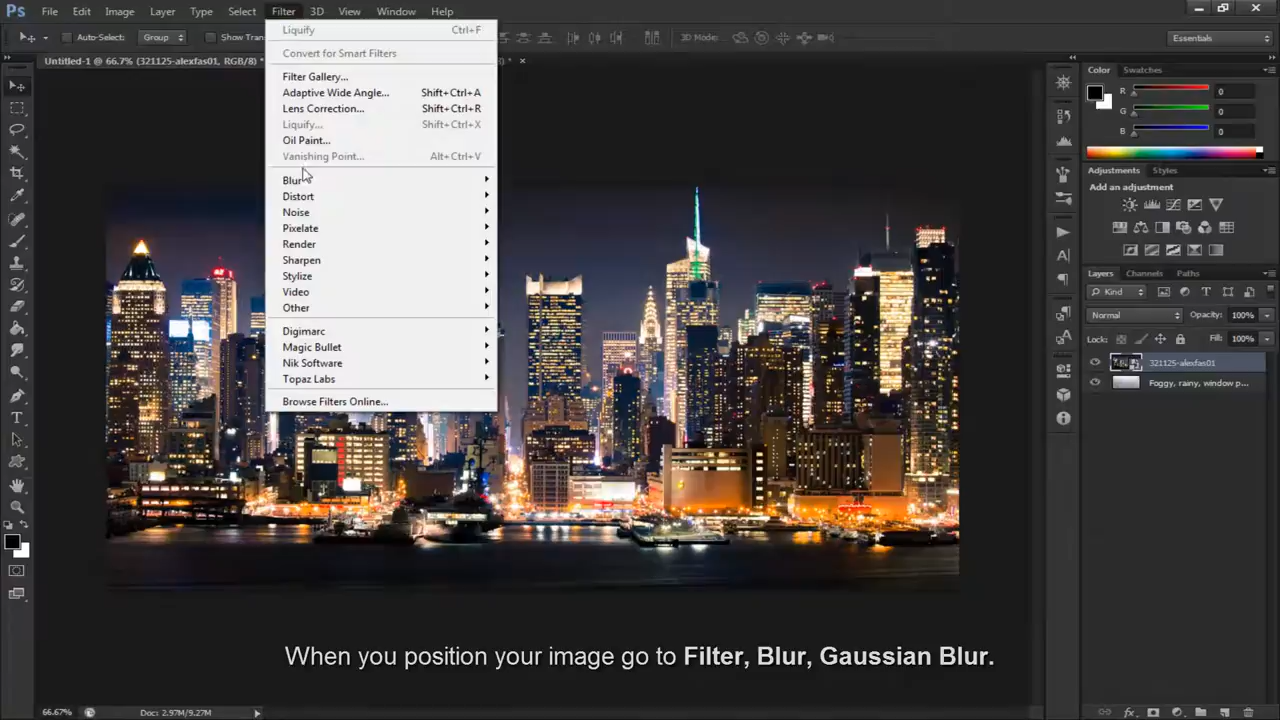 Ps File Edit Image Layer Type Select Filter 3D View Window Help
Auto-Select: Group Show Tran 3D Mode: Essentials
Untitled-1 @ 66.7% (321125-alexfas01, RGB/8) *
Liquify Ctrl+F
Convert for Smart Filters
Filter Gallery...
Adaptive Wide Angle... Shift+Ctrl+A
Lens Correction... Shift+Ctrl+R
Liquify... Shift+Ctrl+X
Oil Paint...
Vanishing Point... Alt+Ctrl+V
Blur
Distort
Noise
Pixelate
Render
Sharpen
Stylize
Video
Other
Digimarc
Magic Bullet
Nik Software
Topaz Labs
Browse Filters Online...
Color Swatches
R 0
G 0
B 0
Adjustments Styles
Add an adjustment
Layers Channels Paths
Kind
Normal Opacity: 100%
Lock: Fill: 100%
321125-alexfas01
Foggy, rainy, window p...
When you position your image go to Filter, Blur, Gaussian Blur.
66.67% Doc: 2.97M/9.27M